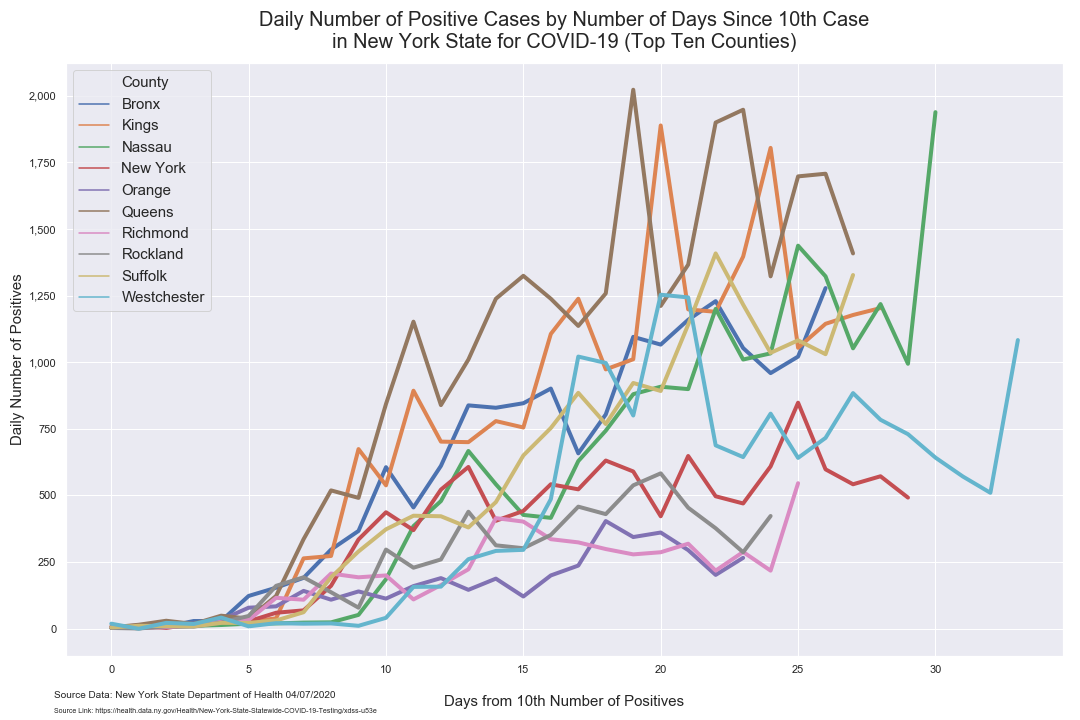 Daily Number of Positive Cases by Number of Days Since 10th Case
in New York State for COVID-19 (Top Ten Counties)
County
Bronx
Kings
Nassau
New York
Orange
Queens
Richmond
Rockland
Suffolk
Westchester
2,000
1,750
1,500
1,250
1,000
750
500
250
0
Daily Number of Positives
0 5 10 15 20 25 30
Days from 10th Number of Positives
Source Data: New York State Department of Health 04/07/2020
Source Link: https://health.data.ny.gov/Health/New-York-State-Statewide-COVID-19-Testing/xdss-u53e